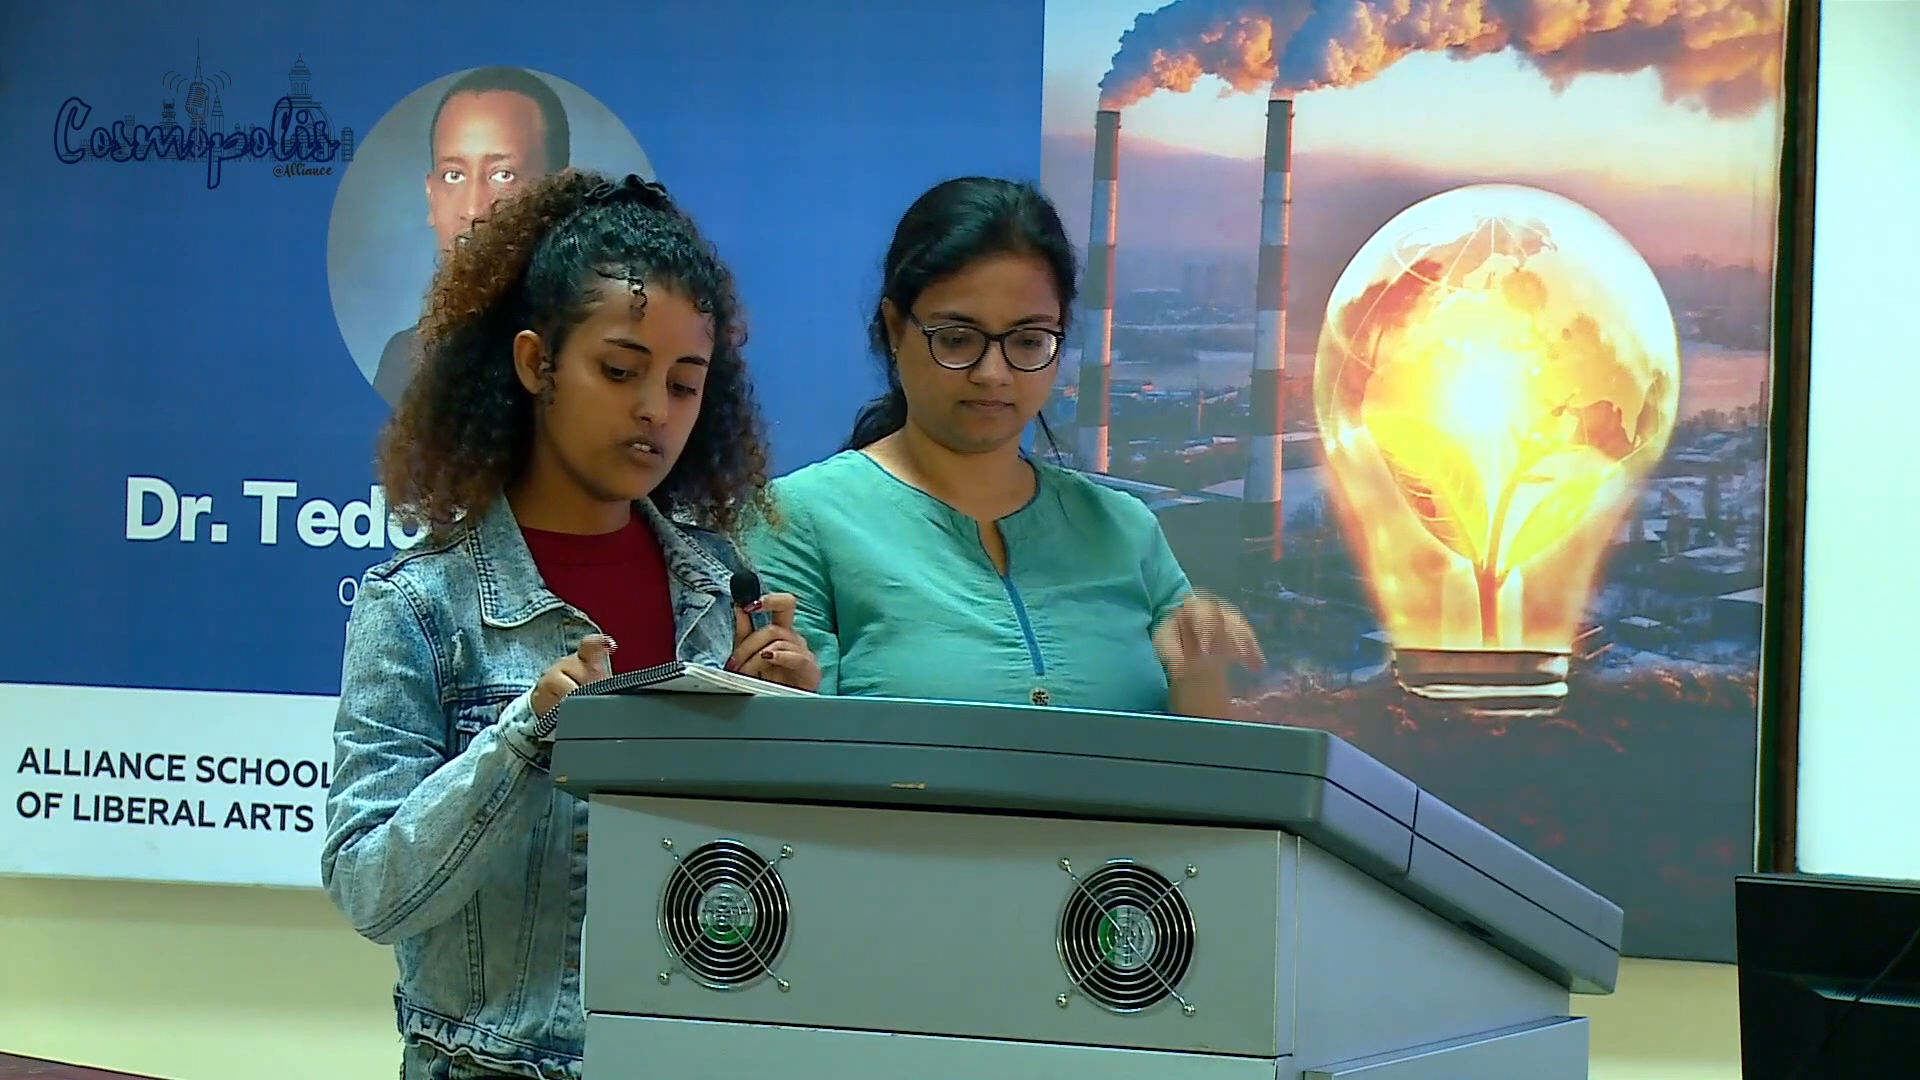 Cosmopolis
@Alliance
Dr. Ted
ALLIANCE SCHOOL
OF LIBERAL ARTS